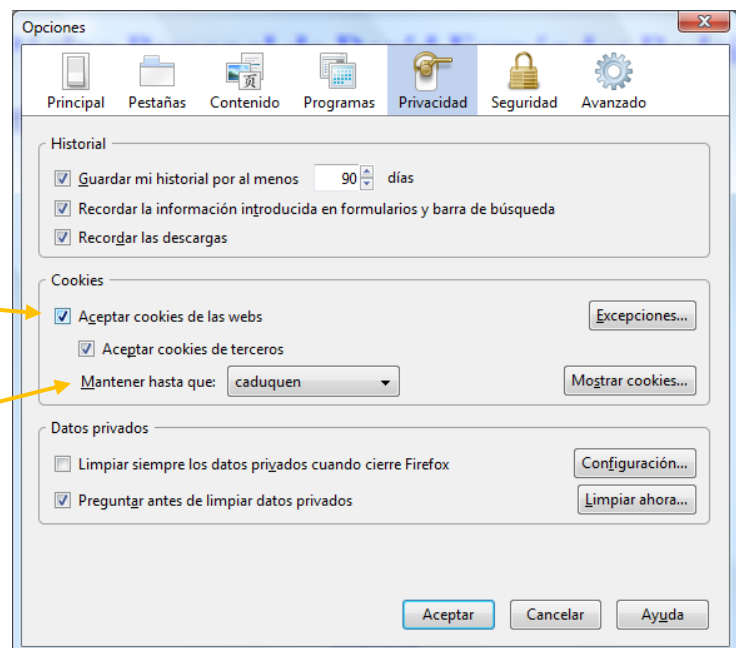 Opciones
Principal Pestañas Contenido Programas Privacidad Seguridad Avanzado
Historial
Guardar mi historial por al menos 90 días
Recordar la información introducida en formularios y barra de búsqueda
Recordar las descargas
Cookies
Aceptar cookies de las webs Excepciones...
Aceptar cookies de terceros
Mantener hasta que: caduquen Mostrar cookies...
Datos privados
Limpiar siempre los datos privados cuando cierre Firefox Configuración...
Preguntar antes de limpiar datos privados Limpiar ahora...
Aceptar Cancelar Ayuda